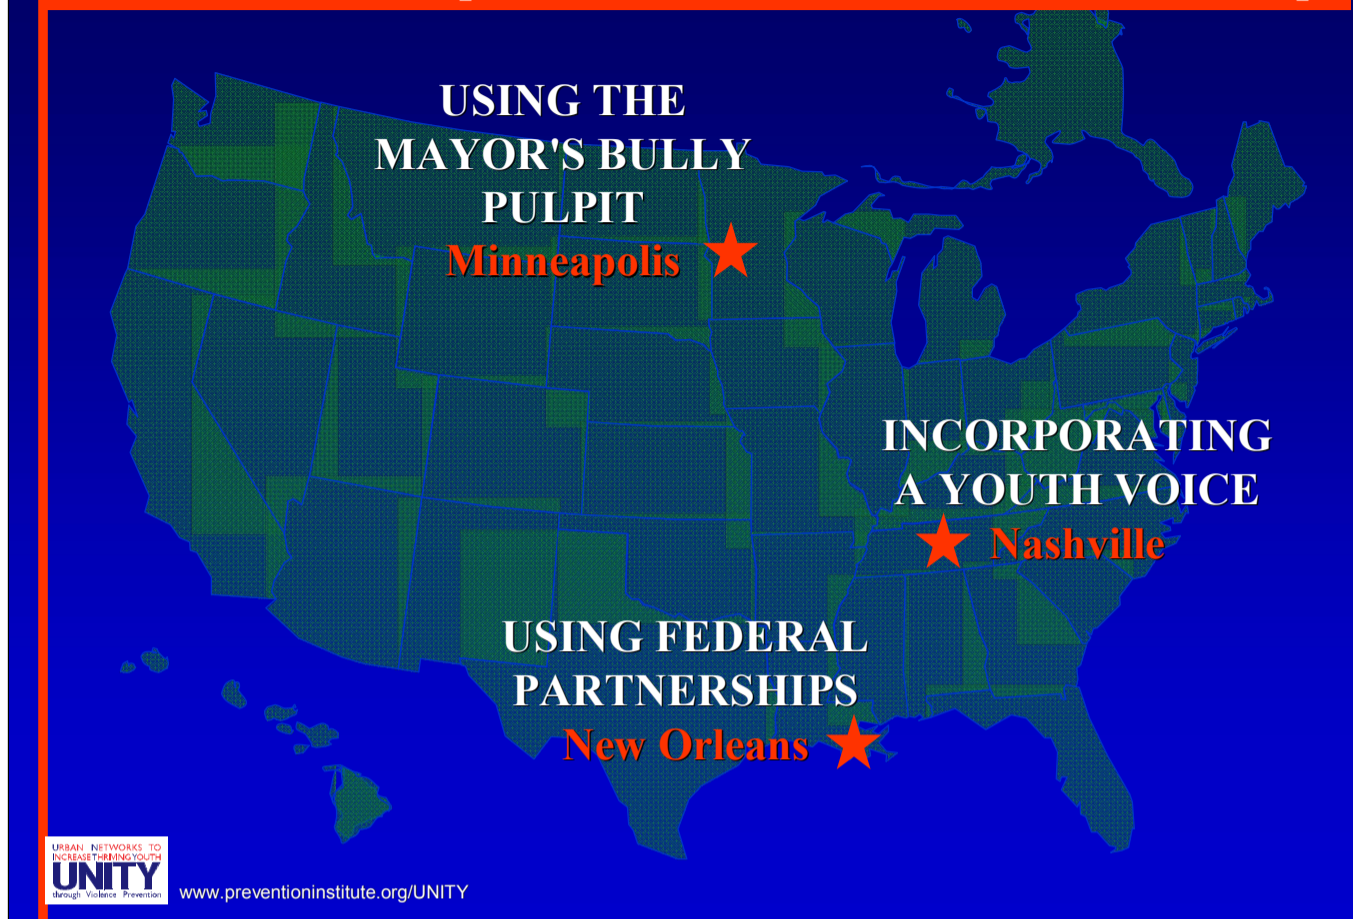 USING THE
MAYOR'S BULLY
PULPIT
Minneapolis
INCORPORATING
A YOUTH VOICE
Nashville
USING FEDERAL
PARTNERSHIPS
New Orleans
URBAN NETWORKS TO
INCREASE THRIVING YOUTH
UNITY
through Violence Prevention
www.preventioninstitute.org/UNITY